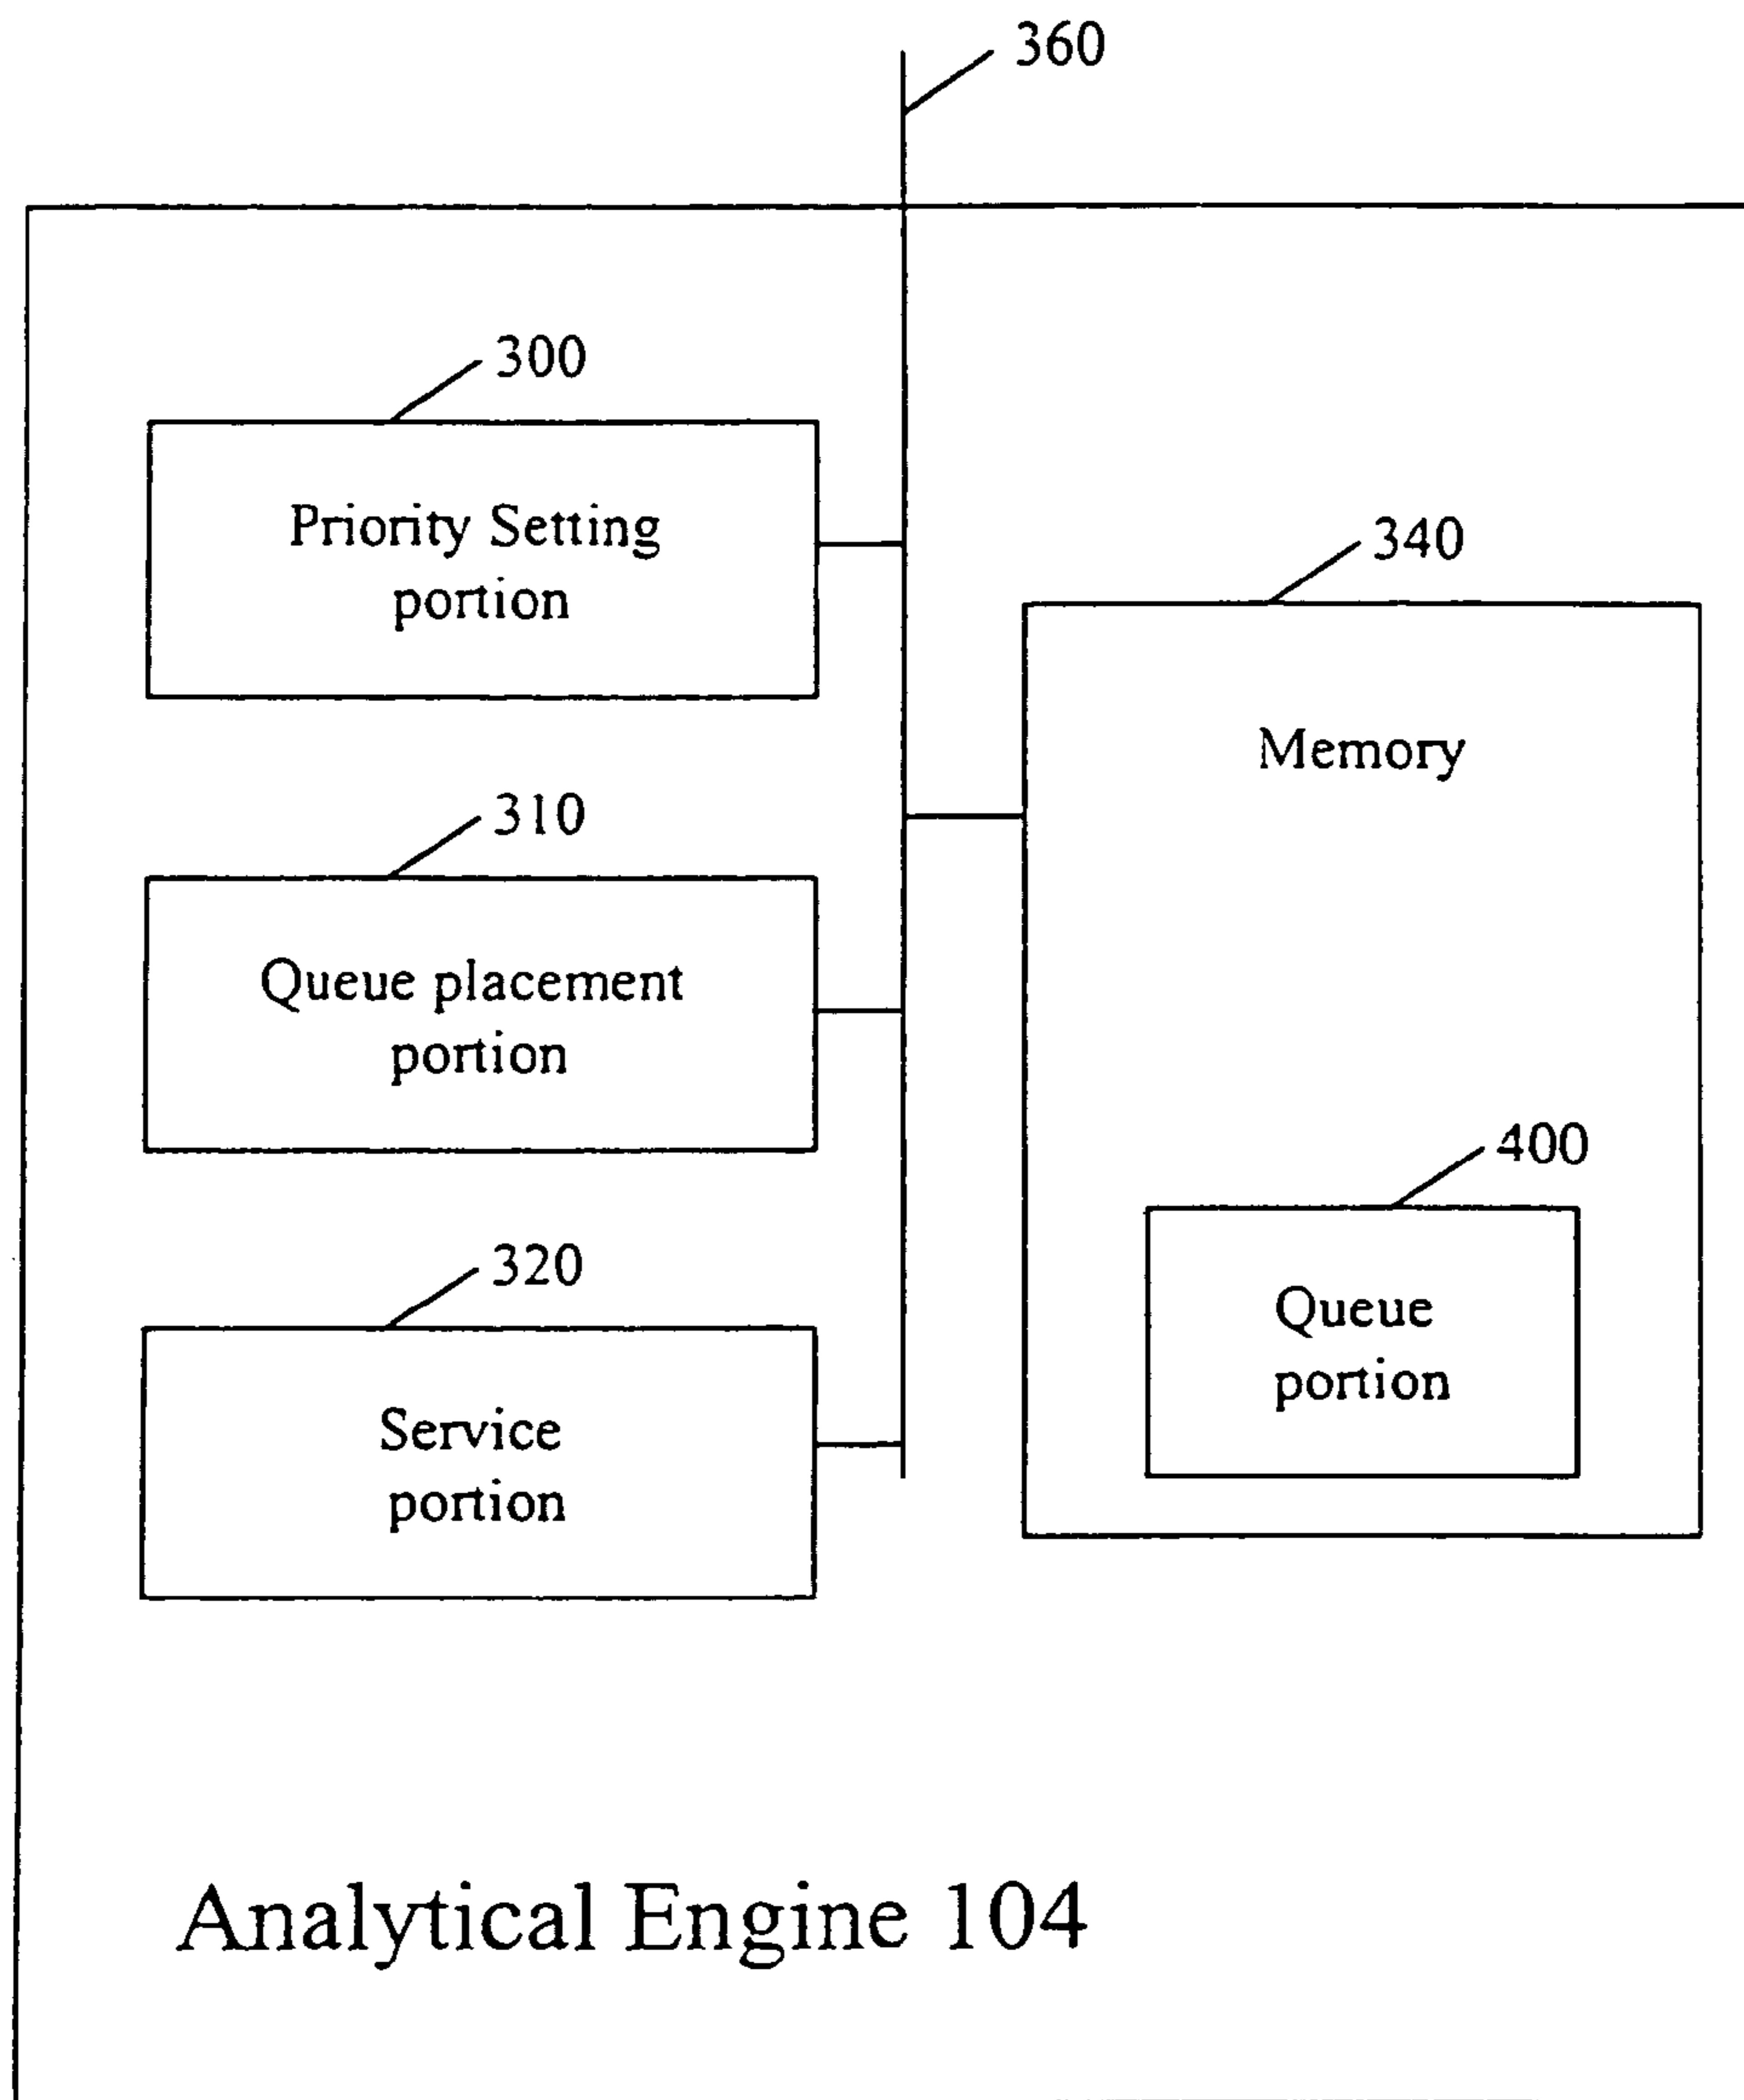 360
300
Priority Setting
portion
340
Memory
310
Queue placement
portion
400
Queue
portion
320
Service
portion
Analytical Engine 104